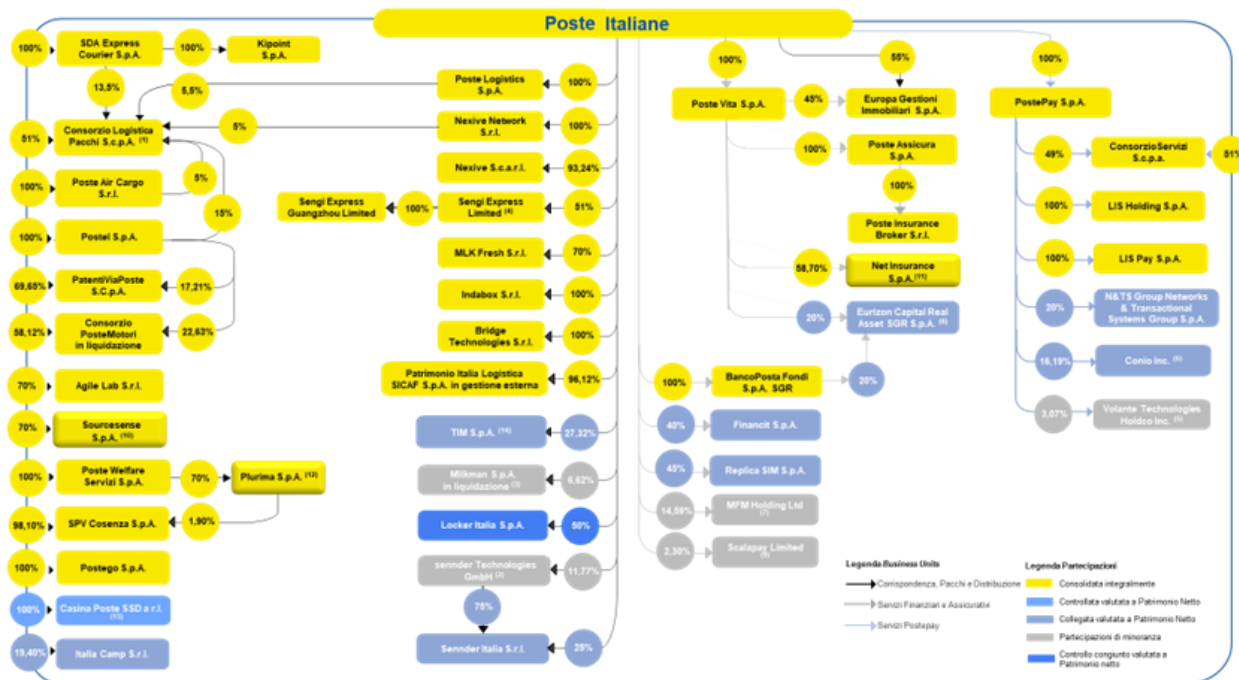 Poste Italiane
100%
SDA Express
Courier S.p.A.
100%
Kipoint
S.p.A.
13,5%
5,5%
Poste Logistics
S.p.A.
100%
51%
Consorzio Logistica
Pacchi S.c.p.A. (1)
5%
Nexive Network
S.r.l.
100%
100%
Poste Air Cargo
S.r.l.
5%
Nexive S.c.a r.l.
93,24%
15%
Sengi Express
Guangzhou Limited
100%
Sengi Express
Limited (4)
51%
100%
Postel S.p.A.
MLK Fresh S.r.l.
70%
69,65%
PatentiViaPoste
S.C.p.A.
17,21%
Indabox S.r.l.
100%
58,12%
Consorzio
PosteMotori
in liquidazione
22,63%
Bridge
Technologies S.r.l.
100%
70%
Agile Lab S.r.l.
Patrimonio Italia Logistica
SICAF S.p.A. in gestione esterna
96,12%
70%
Sourcesense
S.p.A. (10)
TIM S.p.A. (14)
27,32%
100%
Poste Welfare
Servizi S.p.A.
70%
Plurima S.p.A. (12)
Milkman S.p.A.
in liquidazione (3)
6,62%
98,10%
SPV Cosenza S.p.A.
1,90%
Locker Italia S.p.A.
50%
100%
Postego S.p.A.
sennder Technologies
GmbH (2)
11,77%
100%
Casina Poste SSD a r.l.
(13)
75%
19,40%
Italia Camp S.r.l.
Sennder Italia S.r.l.
25%
100%
55%
Poste Vita S.p.A.
45%
Europa Gestioni
Immobiliari S.p.A.
100%
Poste Assicura
S.p.A.
100%
Poste Insurance
Broker S.r.l.
58,70%
Net Insurance
S.p.A. (11)
20%
Eurizon Capital Real
Asset SGR S.p.A. (8)
100%
BancoPosta Fondi
S.p.A. SGR
20%
40%
Financit S.p.A.
45%
Replica SIM S.p.A.
14,59%
MFM Holding Ltd
(7)
2,30%
Scalapay Limited
100%
PostePay S.p.A.
49%
ConsorzioServizi
S.c.p.a.
51%
100%
LIS Holding S.p.A.
100%
LIS Pay S.p.A.
20%
N&TS Group Networks
& Transactional
Systems Group S.p.A.
16,19%
Conio Inc. (6)
3,07%
Volante Technologies
Holdco Inc. (5)
Legenda Business Units
Corrispondenza, Pacchi e Distribuzione
Servizi Finanziari e Assicurativi
Servizi Postepay
Legenda Partecipazioni
Consolidata integralmente
Controllata valutata a Patrimonio Netto
Collegata valutata a Patrimonio Netto
Partecipazioni di minoranza
Controllo congiunto valutata a
Patrimonio netto